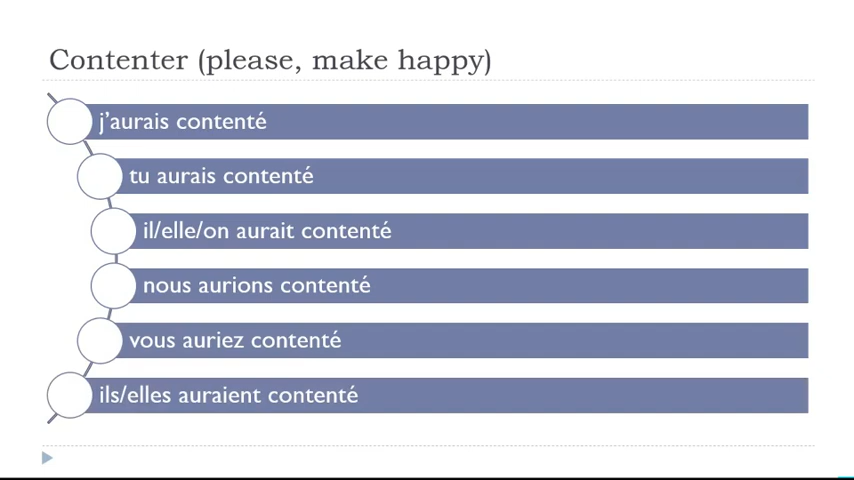 Contenter (please, make happy)
j’aurais contenté
tu aurais contenté
il/elle/on aurait contenté
nous aurions contenté
vous auriez contenté
ils/elles auraient contenté